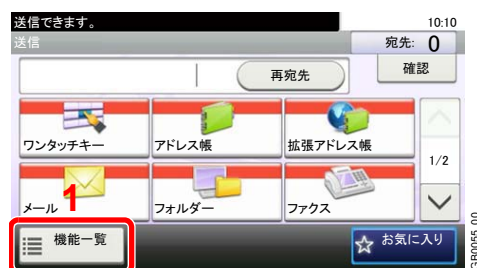 送信できます。 10:10
送信 宛先: 0
再宛先 確認
ワンタッチキー アドレス帳 拡張アドレス帳
1/2
メール 1 フォルダー ファクス
機能一覧 お気に入り
GB0055_00